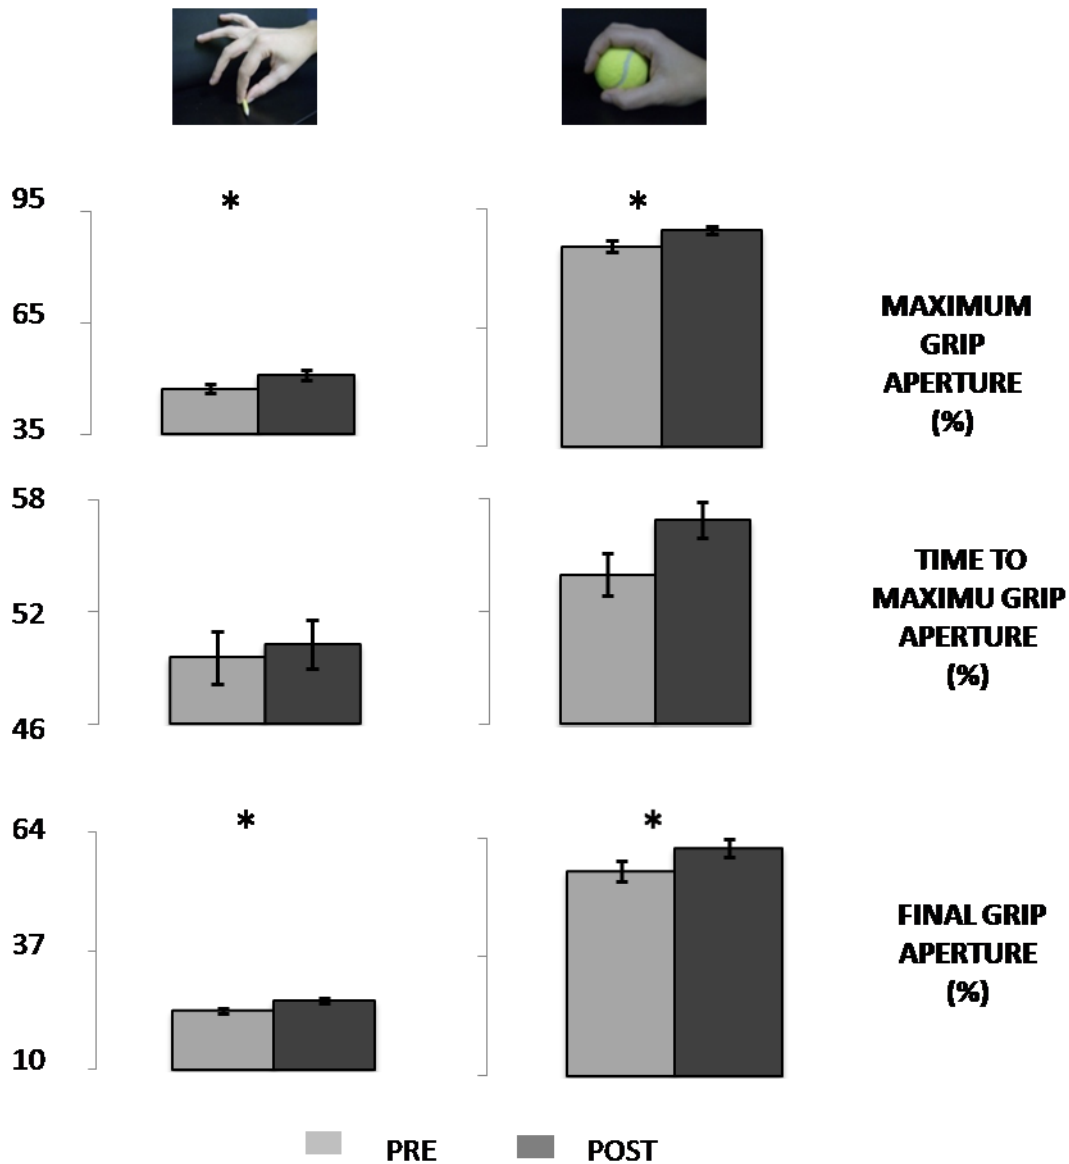 95
*
*
65
35
MAXIMUM
GRIP
APERTURE
(%)
58
52
46
TIME TO
MAXIMU GRIP
APERTURE
(%)
64
*
*
37
10
FINAL GRIP
APERTURE
(%)
PRE
POST